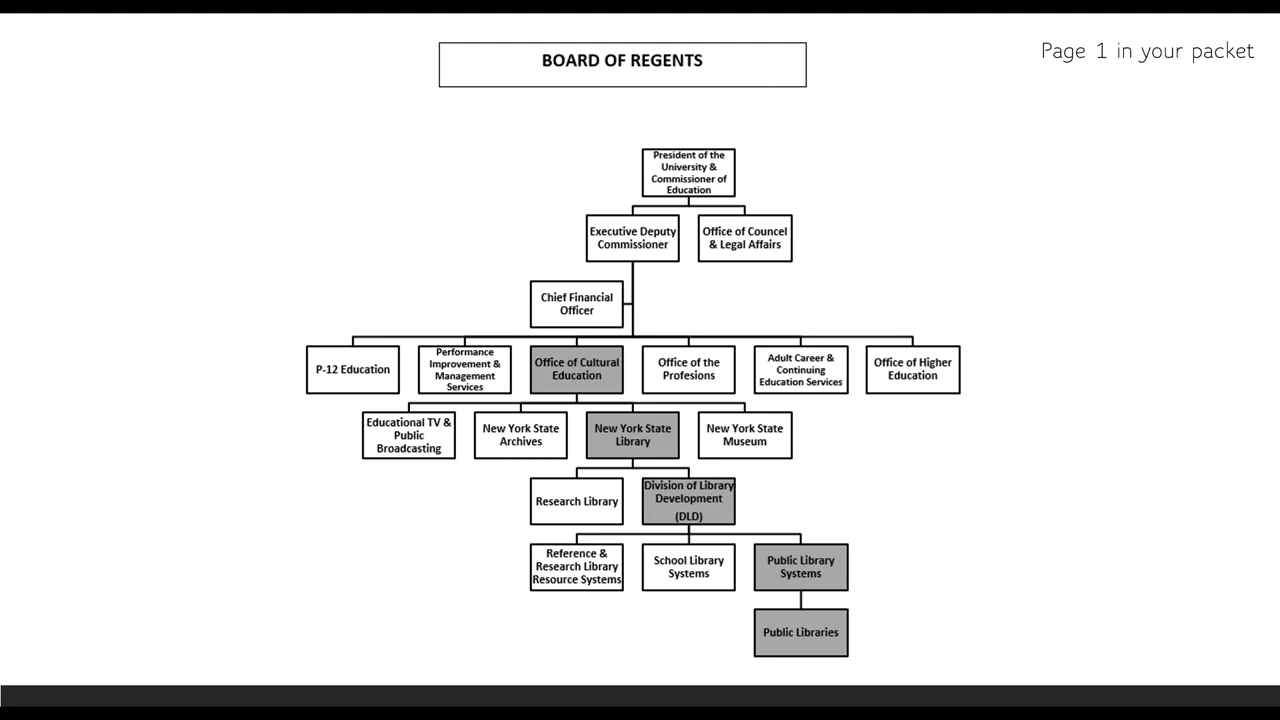 BOARD OF REGENTS
Page 1 in your packet
President of the
University &
Commissioner of
Education
Executive Deputy
Commissioner
Office of Councel
& Legal Affairs
Chief Financial
Officer
P-12 Education
Performance
Improvement &
Management
Services
Office of Cultural
Education
Office of the
Profesions
Adult Career &
Continuing
Education Services
Office of Higher
Education
Educational TV &
Public
Broadcasting
New York State
Archives
New York State
Library
New York State
Museum
Research Library
Division of Library
Development
(DLD)
Reference &
Research Library
Resource Systems
School Library
Systems
Public Library
Systems
Public Libraries